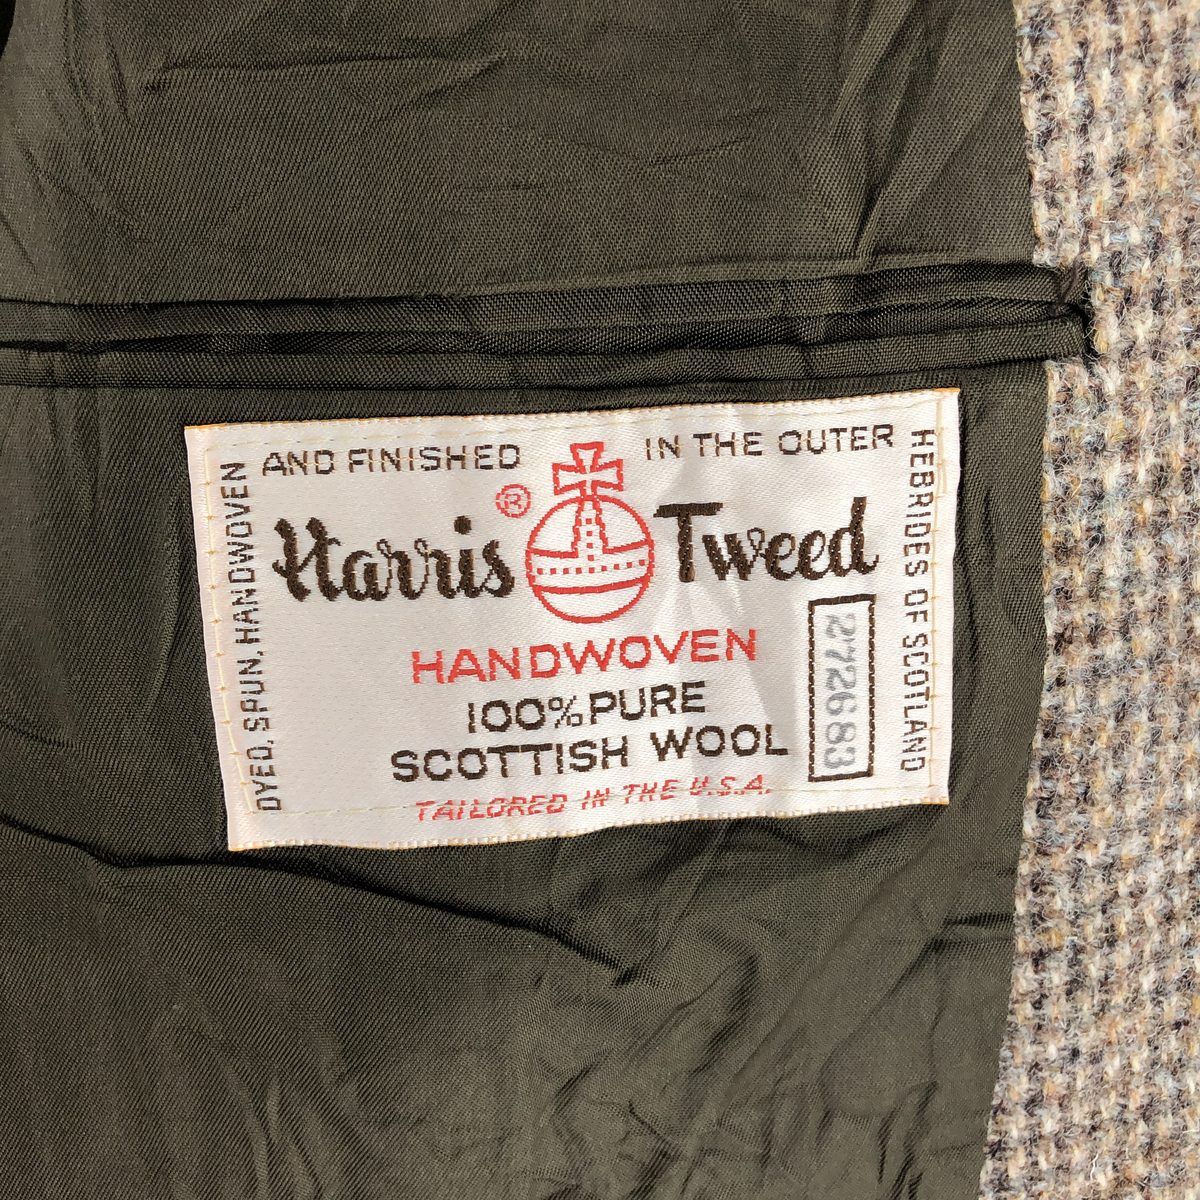 DYED, SPUN, HANDWOVEN
AND FINISHED
IN THE OUTER
HEBRIDES OF SCOTLAND
Harris ® Tweed
HANDWOVEN
100% PURE
SCOTTISH WOOL
TAILORED IN THE U.S.A.
2772683